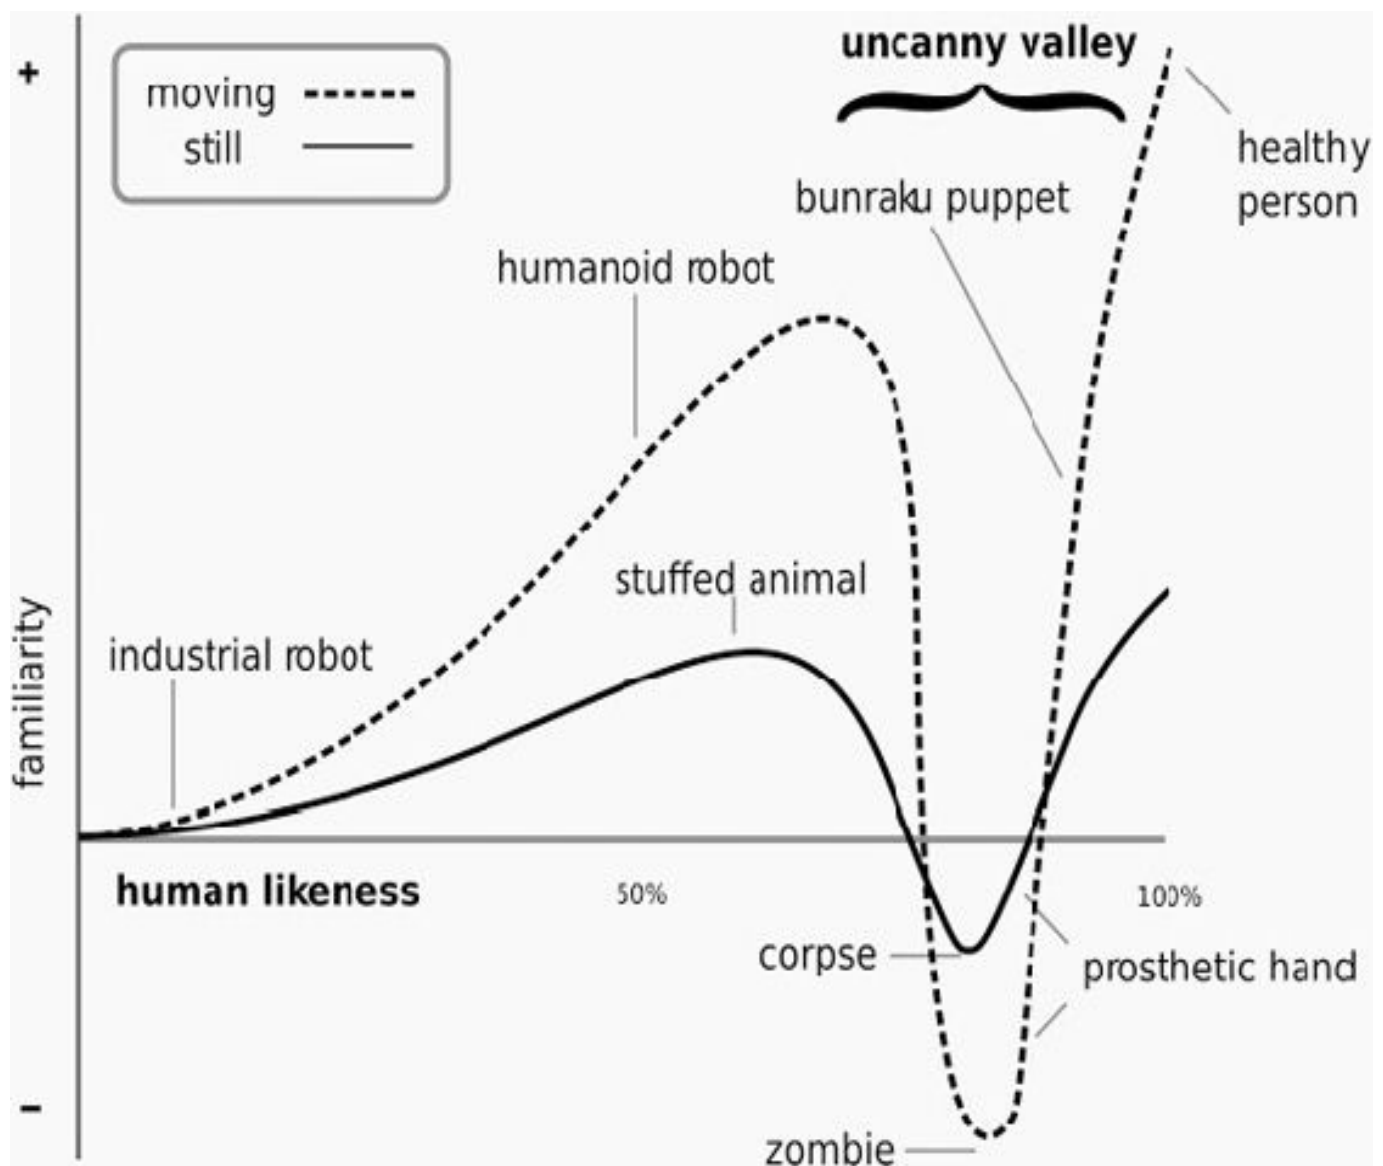 +
moving
still
uncanny valley
healthy
person
bunraku puppet
humanoid robot
stuffed animal
industrial robot
familiarity
human likeness
50%
100%
corpse
prosthetic hand
–
zombie